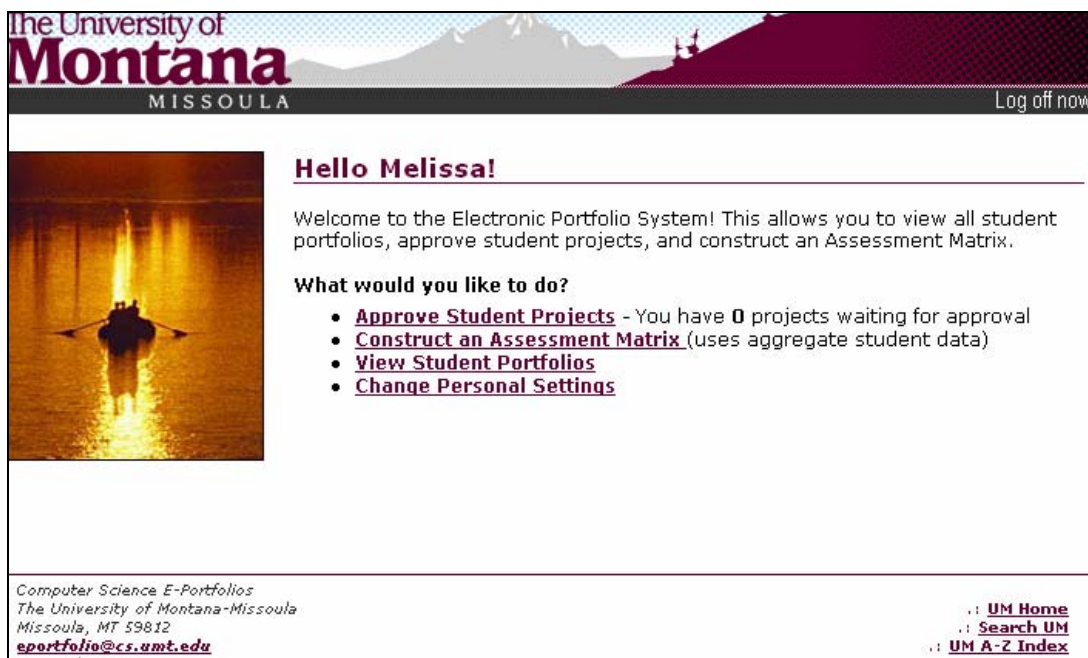 The University of
Montana
MISSOULA
Log off now
Hello Melissa!
Welcome to the Electronic Portfolio System! This allows you to view all student
portfolios, approve student projects, and construct an Assessment Matrix.
What would you like to do?
• Approve Student Projects - You have 0 projects waiting for approval
• Construct an Assessment Matrix (uses aggregate student data)
• View Student Portfolios
• Change Personal Settings
Computer Science E-Portfolios
The University of Montana-Missoula
Missoula, MT 59812
eportfolio@cs.umt.edu
.: UM Home
.: Search UM
.: UM A-Z Index